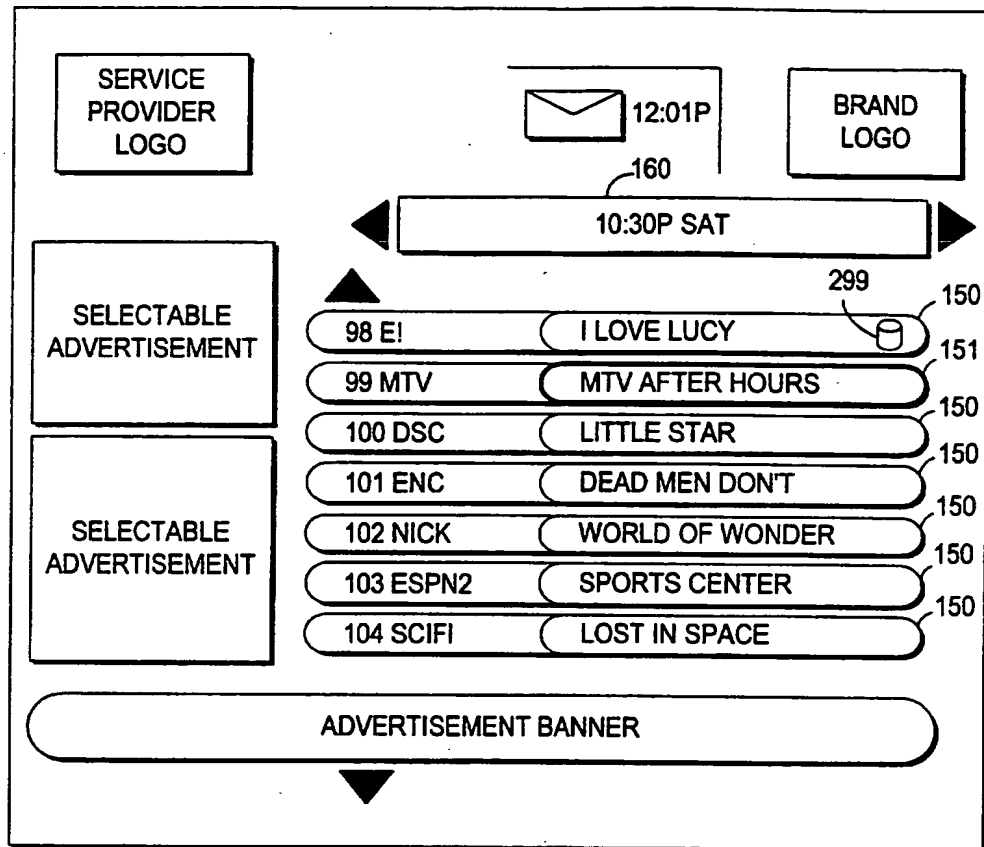 SERVICE
PROVIDER
LOGO
12:01P
BRAND
LOGO
160
10:30P SAT
299
SELECTABLE
ADVERTISEMENT
98 E! I LOVE LUCY 150
99 MTV MTV AFTER HOURS 151
100 DSC LITTLE STAR 150
101 ENC DEAD MEN DON'T 150
102 NICK WORLD OF WONDER 150
103 ESPN2 SPORTS CENTER 150
104 SCIFI LOST IN SPACE 150
SELECTABLE
ADVERTISEMENT
ADVERTISEMENT BANNER